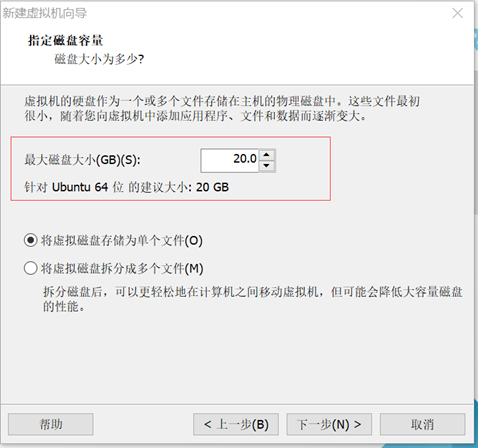 新建虚拟机向导
指定磁盘容量
磁盘大小为多少?
虚拟机的硬盘作为一个或多个文件存储在主机的物理磁盘中。这些文件最初
很小，随着您向虚拟机中添加应用程序、文件和数据而逐渐变大。
最大磁盘大小(GB)(S): 20.0
针对 Ubuntu 64 位 的建议大小: 20 GB
将虚拟磁盘存储为单个文件(O)
将虚拟磁盘拆分成多个文件(M)
拆分磁盘后，可以更轻松地在计算机之间移动虚拟机，但可能会降低大容量磁盘
的性能。
帮助 < 上一步(B) 下一步(N) > 取消